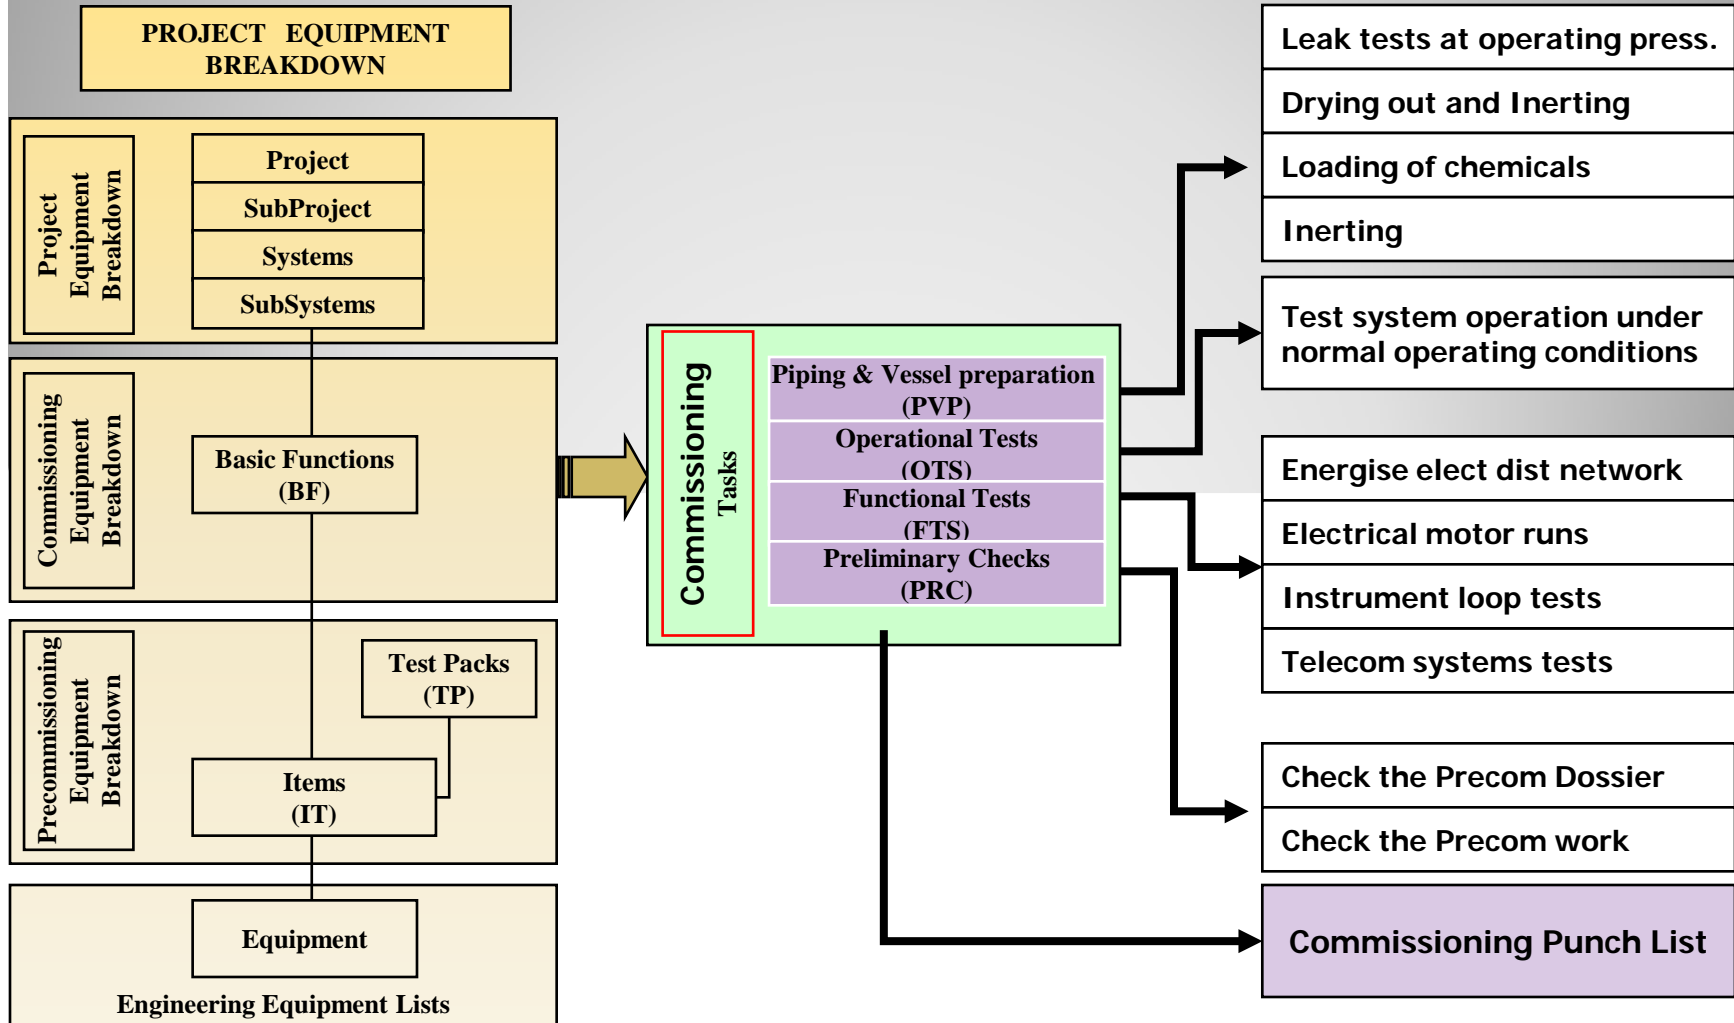 PROJECT EQUIPMENT
BREAKDOWN
Project
Equipment
Breakdown
Project
SubProject
Systems
SubSystems
Commissioning
Equipment
Breakdown
Basic Functions
(BF)
Precommissioning
Equipment
Breakdown
Test Packs
(TP)
Items
(IT)
Equipment
Engineering Equipment Lists
Commissioning
Tasks
Piping & Vessel preparation
(PVP)
Operational Tests
(OTS)
Functional Tests
(FTS)
Preliminary Checks
(PRC)
Leak tests at operating press.
Drying out and Inerting
Loading of chemicals
Inerting
Test system operation under
normal operating conditions
Energise elect dist network
Electrical motor runs
Instrument loop tests
Telecom systems tests
Check the Precom Dossier
Check the Precom work
Commissioning Punch List